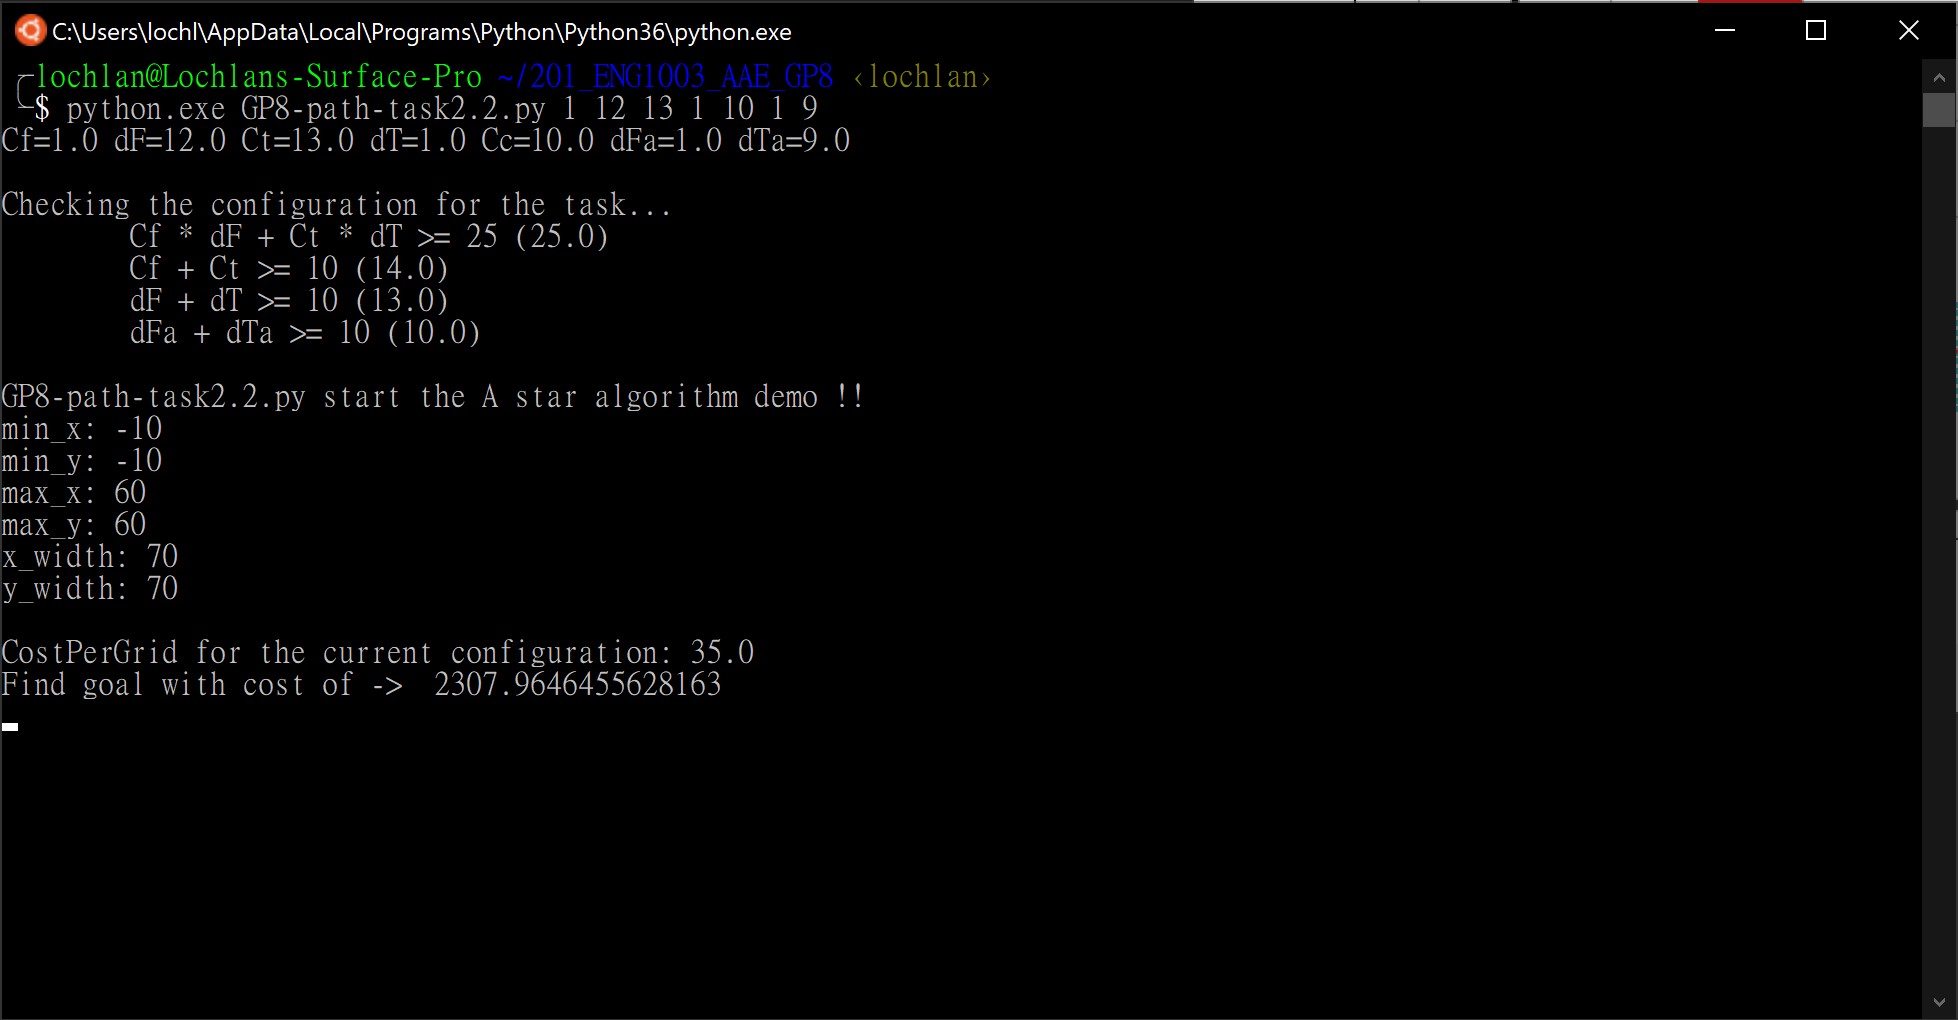 C:\Users\lochl\AppData\Local\Programs\Python\Python36\python.exe
lochlan@Lochlans-Surface-Pro ~/201_ENG1003_AAE_GP8 ‹lochlan›
$ python.exe GP8-path-task2.2.py 1 12 13 1 10 1 9
Cf=1.0 dF=12.0 Ct=13.0 dT=1.0 Cc=10.0 dFa=1.0 dTa=9.0
Checking the configuration for the task...
Cf * dF + Ct * dT >= 25 (25.0)
Cf + Ct >= 10 (14.0)
dF + dT >= 10 (13.0)
dFa + dTa >= 10 (10.0)
GP8-path-task2.2.py start the A star algorithm demo !!
min_x: -10
min_y: -10
max_x: 60
max_y: 60
x_width: 70
y_width: 70
CostPerGrid for the current configuration: 35.0
Find goal with cost of ->  2307.9646455628163